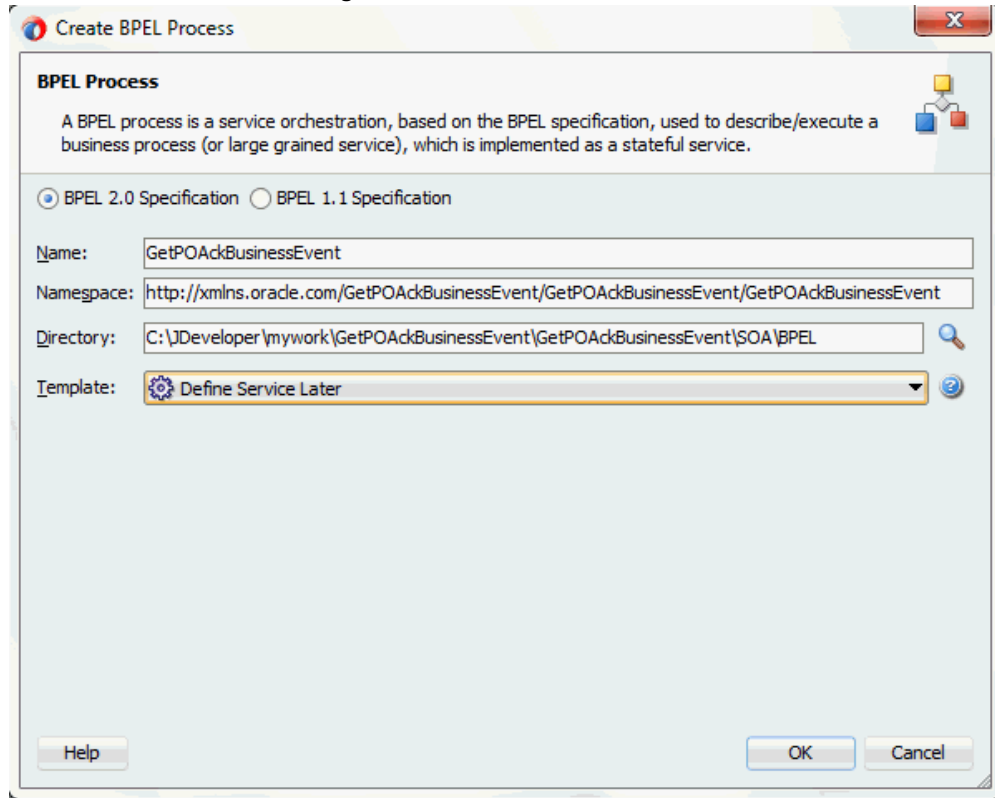 Create BPEL Process
BPEL Process
A BPEL process is a service orchestration, based on the BPEL specification, used to describe/execute a
business process (or large grained service), which is implemented as a stateful service.
BPEL 2.0 Specification BPEL 1.1 Specification
Name: GetPOAckBusinessEvent
Namespace: http://xmlns.oracle.com/GetPOAckBusinessEvent/GetPOAckBusinessEvent/GetPOAckBusinessEvent
Directory: C:\JDeveloper\mywork\GetPOAckBusinessEvent\GetPOAckBusinessEvent\SOA\BPEL
Template: Define Service Later
Help OK Cancel